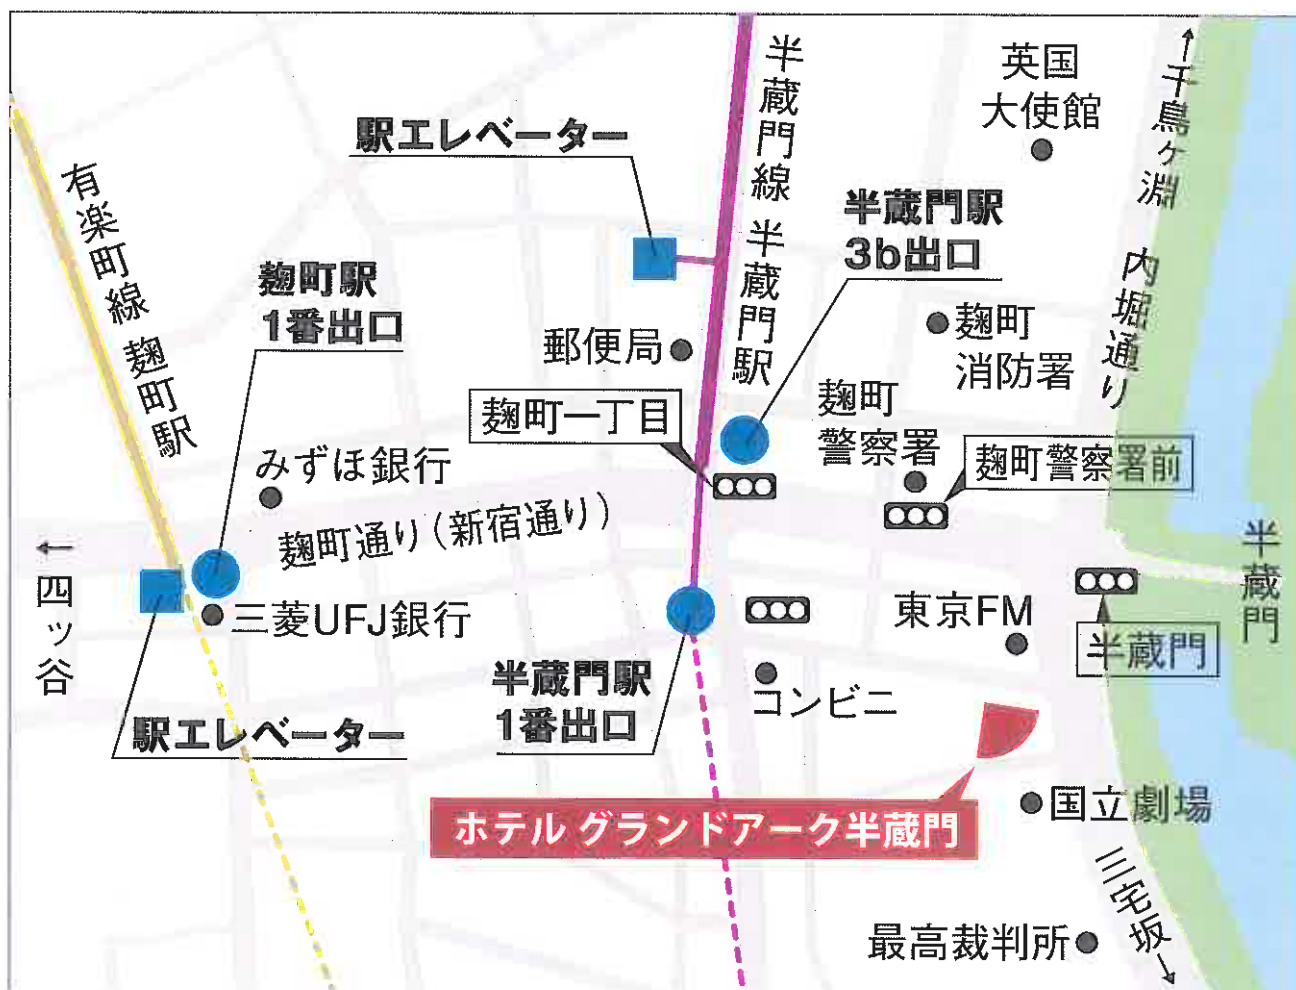 英国
大使館
↑千鳥ヶ淵
内堀通り
半蔵門線 半蔵門駅
駅エレベーター
有楽町線 麹町駅
半蔵門駅
3b出口
麹町駅
1番出口
郵便局
麹町
消防署
麹町一丁目
麹町
警察署
麹町警察署前
みずほ銀行
麹町通り(新宿通り)
←四ッ谷
三菱UFJ銀行
東京FM
半蔵門
半蔵門
半蔵門駅
1番出口
コンビニ
駅エレベーター
ホテル グランドアーク半蔵門
国立劇場
三宅坂→
最高裁判所